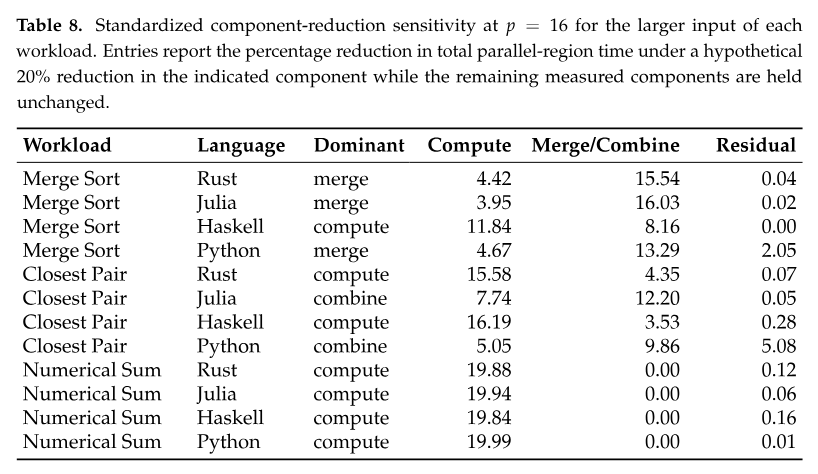 Table 8. Standardized component-reduction sensitivity at p = 16 for the larger input of each
workload. Entries report the percentage reduction in total parallel-region time under a hypothetical
20% reduction in the indicated component while the remaining measured components are held
unchanged.
Workload Language Dominant Compute Merge/Combine Residual
Merge Sort Rust merge 4.42 15.54 0.04
Merge Sort Julia merge 3.95 16.03 0.02
Merge Sort Haskell compute 11.84 8.16 0.00
Merge Sort Python merge 4.67 13.29 2.05
Closest Pair Rust compute 15.58 4.35 0.07
Closest Pair Julia combine 7.74 12.20 0.05
Closest Pair Haskell compute 16.19 3.53 0.28
Closest Pair Python combine 5.05 9.86 5.08
Numerical Sum Rust compute 19.88 0.00 0.12
Numerical Sum Julia compute 19.94 0.00 0.06
Numerical Sum Haskell compute 19.84 0.00 0.16
Numerical Sum Python compute 19.99 0.00 0.01